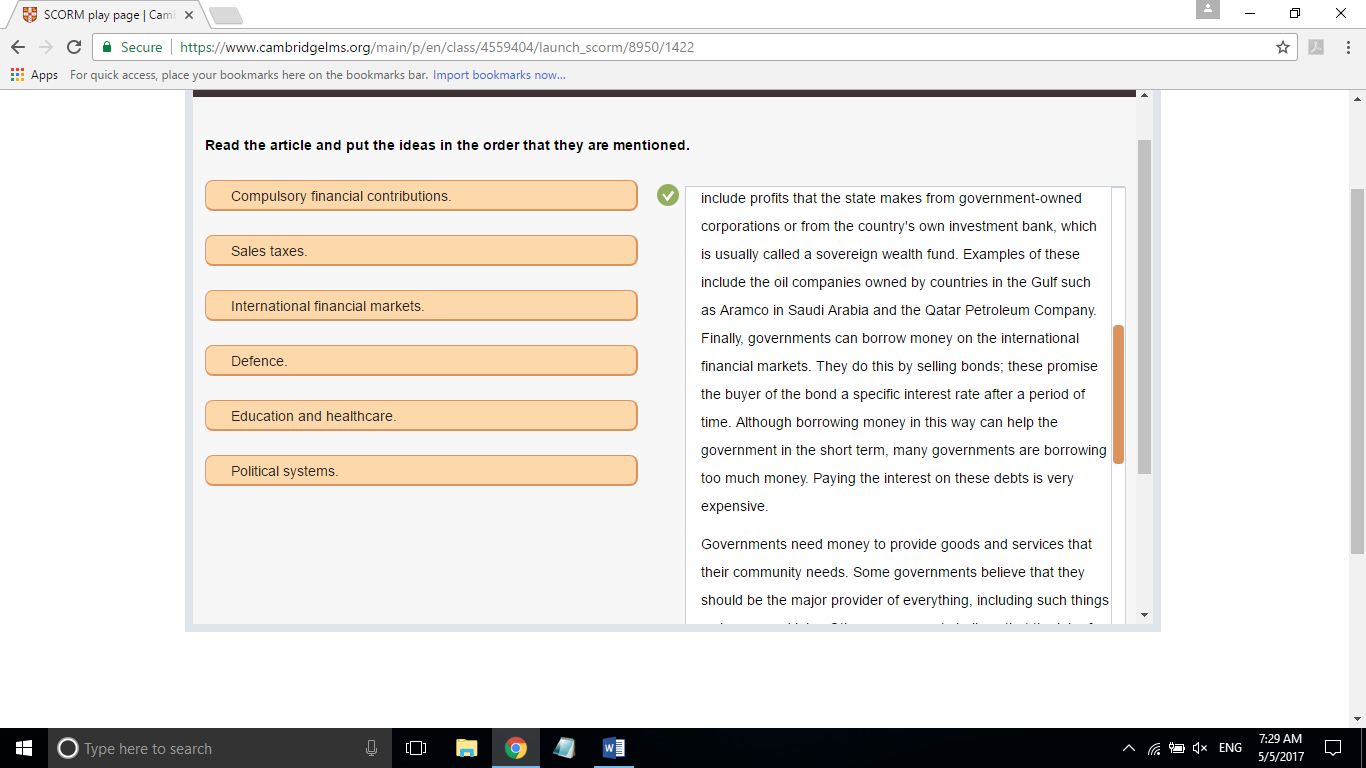 SCORM play page | Cam
Secure https://www.cambridgelms.org/main/p/en/class/4559404/launch_scorm/8950/1422
Apps For quick access, place your bookmarks here on the bookmarks bar. Import bookmarks now...
Read the article and put the ideas in the order that they are mentioned.
Compulsory financial contributions.
Sales taxes.
International financial markets.
Defence.
Education and healthcare.
Political systems.
include profits that the state makes from government-owned
corporations or from the country's own investment bank, which
is usually called a sovereign wealth fund. Examples of these
include the oil companies owned by countries in the Gulf such
as Aramco in Saudi Arabia and the Qatar Petroleum Company.
Finally, governments can borrow money on the international
financial markets. They do this by selling bonds; these promise
the buyer of the bond a specific interest rate after a period of
time. Although borrowing money in this way can help the
government in the short term, many governments are borrowing
too much money. Paying the interest on these debts is very
expensive.
Governments need money to provide goods and services that
their community needs. Some governments believe that they
should be the major provider of everything, including such things
Type here to search
ENG
7:29 AM
5/5/2017